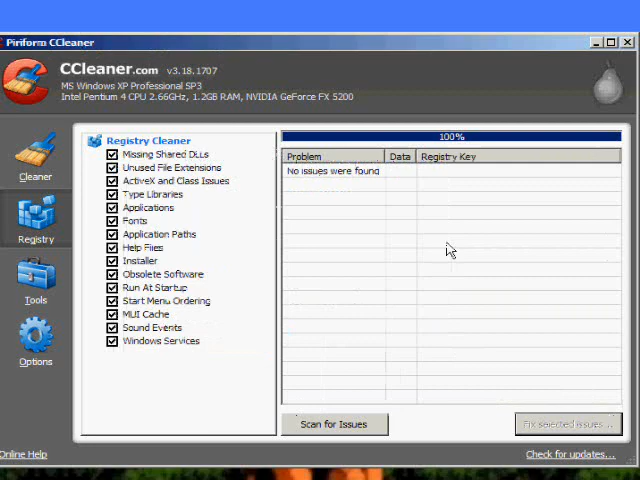 Piriform CCleaner
CCleaner.com v3.18.1707
MS Windows XP Professional SP3
Intel Pentium 4 CPU 2.66GHz, 1.2GB RAM, NVIDIA GeForce FX 5200
Cleaner
Registry
Tools
Options
Registry Cleaner
Missing Shared DLLs
Unused File Extensions
ActiveX and Class Issues
Type Libraries
Applications
Fonts
Application Paths
Help Files
Installer
Obsolete Software
Run At Startup
Start Menu Ordering
MUI Cache
Sound Events
Windows Services
100%
Problem Data Registry Key
No issues were found
Scan for Issues
Fix selected issues...
Online Help
Check for updates...